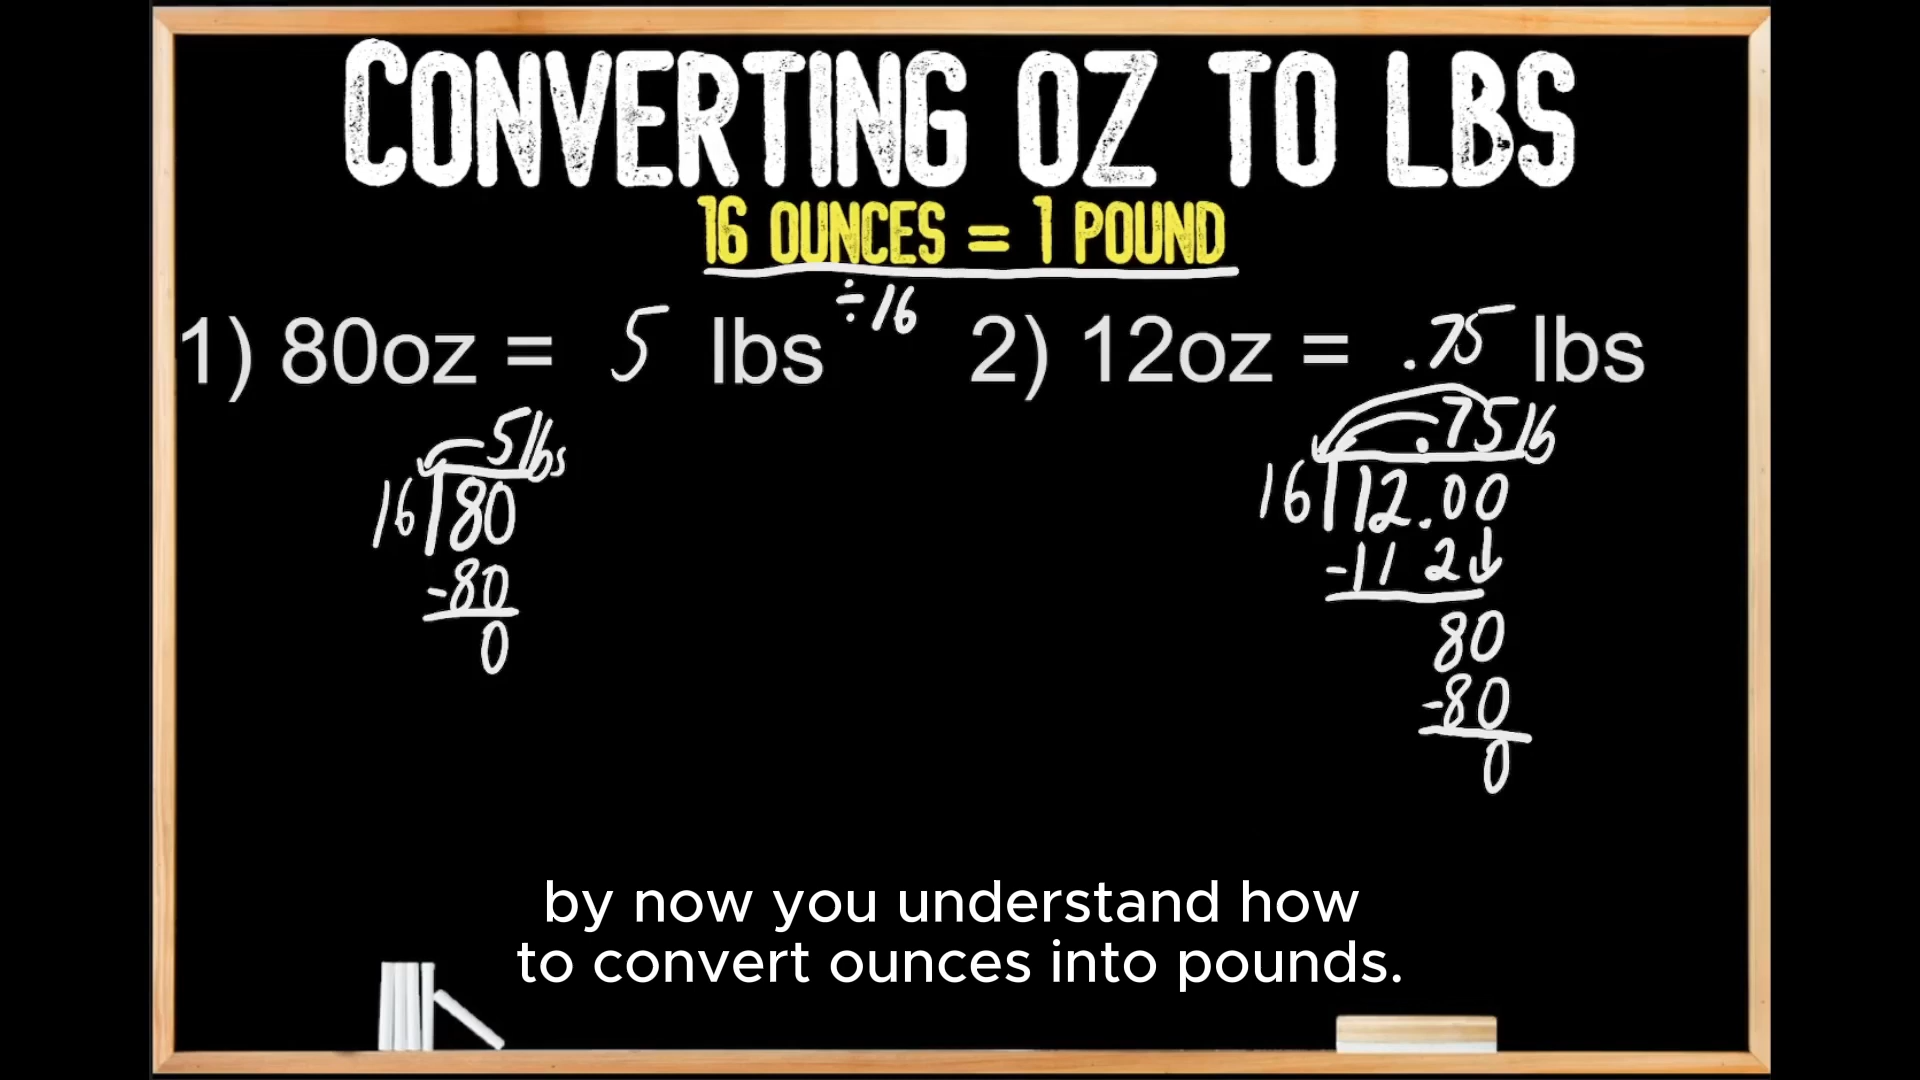 CONVERTING OZ TO LBS
16 OUNCES = 1 POUND
÷16
1) 80oz = 5 lbs
2) 12oz = .75 lbs
5lbs
16 80
-80
0
.75lb
16 12.00
-11 2
80
-80
0
by now you understand how
to convert ounces into pounds.